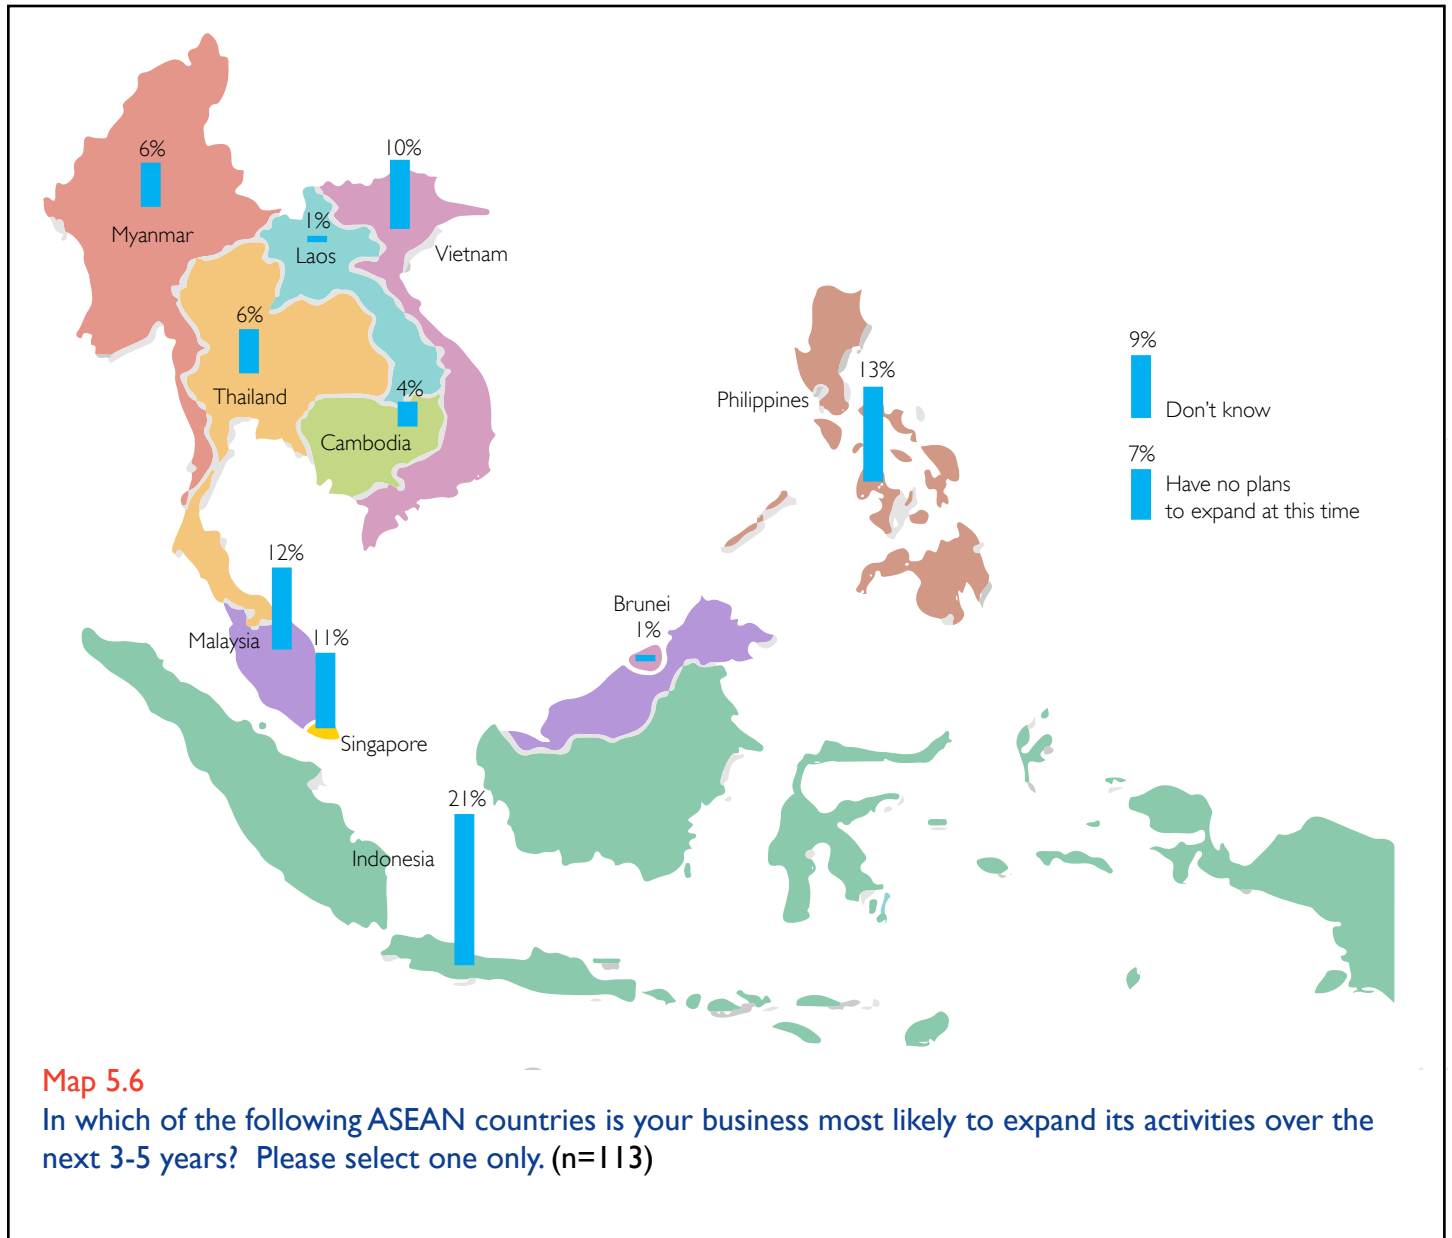 6%
Myanmar
10%
Vietnam
1%
Laos
6%
Thailand
4%
Cambodia
13%
Philippines
9%
Don't know
7%
Have no plans
to expand at this time
12%
Malaysia
11%
Singapore
Brunei
1%
21%
Indonesia
Map 5.6
In which of the following ASEAN countries is your business most likely to expand its activities over the
next 3-5 years?  Please select one only. (n=113)